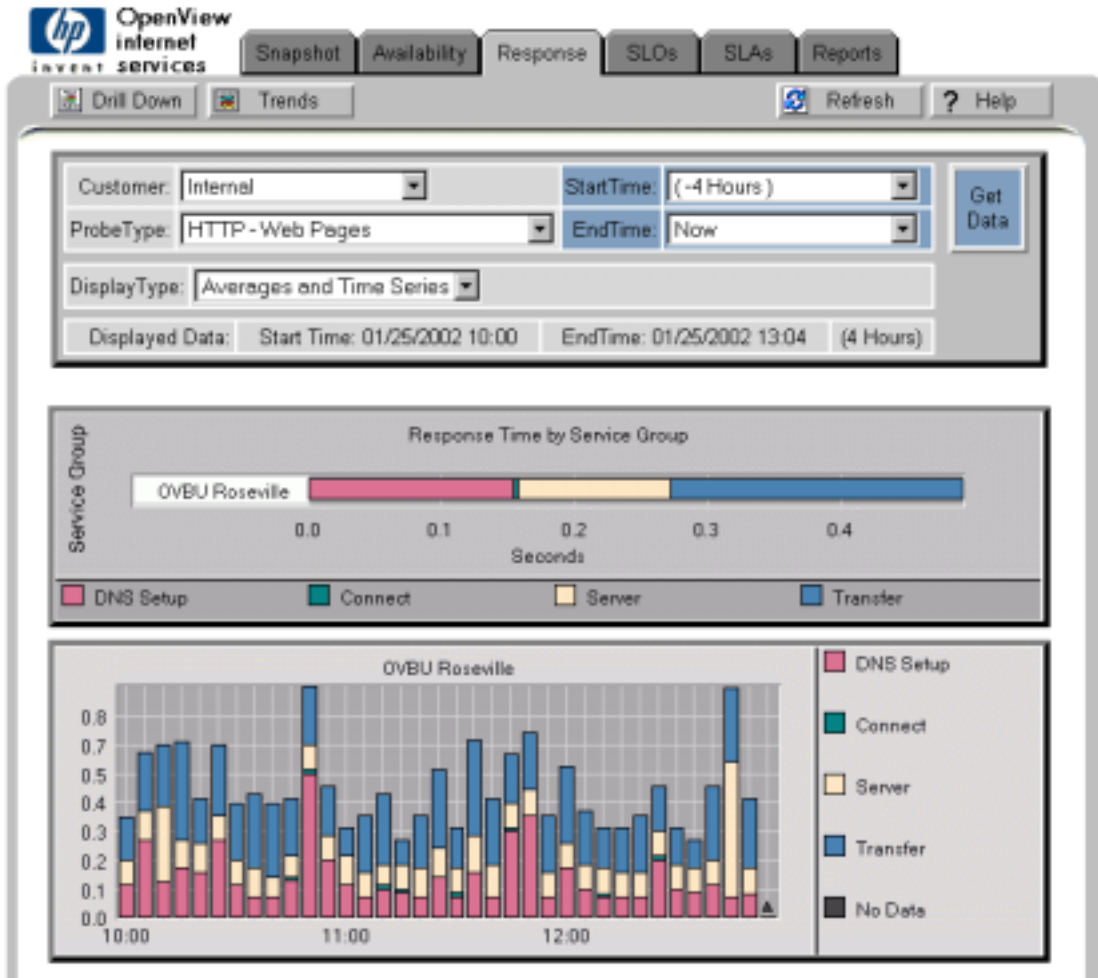 hp
invent
OpenView
internet
services
Snapshot
Availability
Response
SLOs
SLAs
Reports
Drill Down
Trends
Refresh
? Help
Customer: Internal
StartTime: (-4 Hours)
Get
Data
ProbeType: HTTP - Web Pages
EndTime: Now
DisplayType: Averages and Time Series
Displayed Data: Start Time: 01/25/2002 10:00 EndTime: 01/25/2002 13:04 (4 Hours)
Response Time by Service Group
Service Group
OVBU Roseville
0.0 0.1 0.2 0.3 0.4
Seconds
DNS Setup Connect Server Transfer
OVBU Roseville
0.8
0.7
0.5
0.4
0.3
0.2
0.1
0.0
10:00 11:00 12:00
DNS Setup
Connect
Server
Transfer
No Data